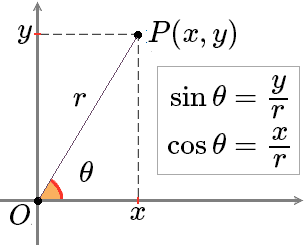 y
P(x, y)
r
sin θ = y/r
cos θ = x/r
θ
O
x